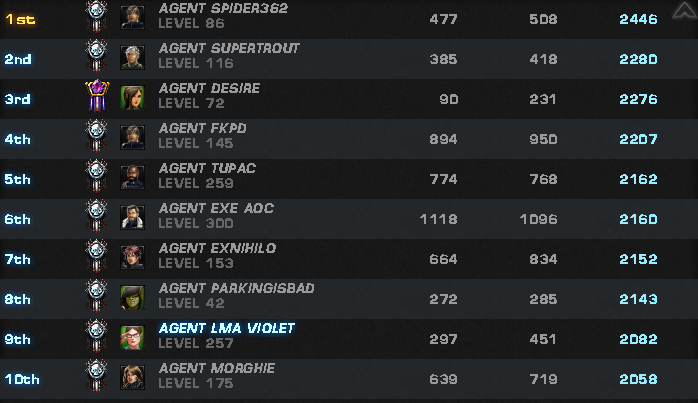 1st AGENT SPIDER362 477 508 2446
LEVEL 86
2nd AGENT SUPERTROUT 385 418 2280
LEVEL 116
3rd AGENT DESIRE 90 231 2276
LEVEL 72
4th AGENT FKPD 894 950 2207
LEVEL 145
5th AGENT TUPAC 774 768 2162
LEVEL 259
6th AGENT EXE AOC 1118 1096 2160
LEVEL 300
7th AGENT EXNIHILO 664 834 2152
LEVEL 153
8th AGENT PARKINGISBAD 272 285 2143
LEVEL 42
9th AGENT LMA VIOLET 297 451 2082
LEVEL 257
10th AGENT MORGHIE 639 719 2058
LEVEL 175